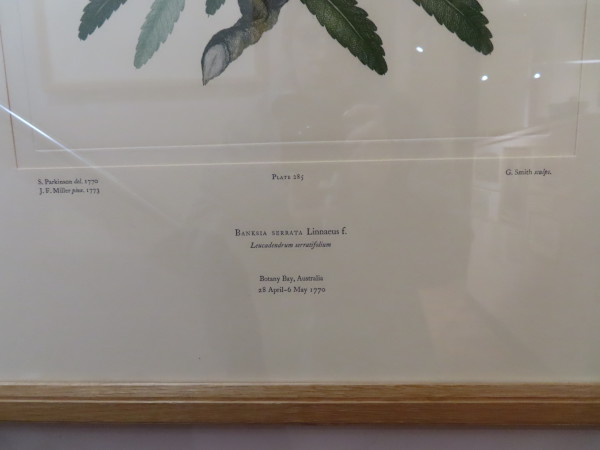 S. Parkinson del. 1770
J. F. Miller pinx. 1773
PLATE 285
G. Smith sculps.
BANKSIA SERRATA Linnaeus f.
Leucadendrum serratifolium
Botany Bay, Australia
28 April–6 May 1770